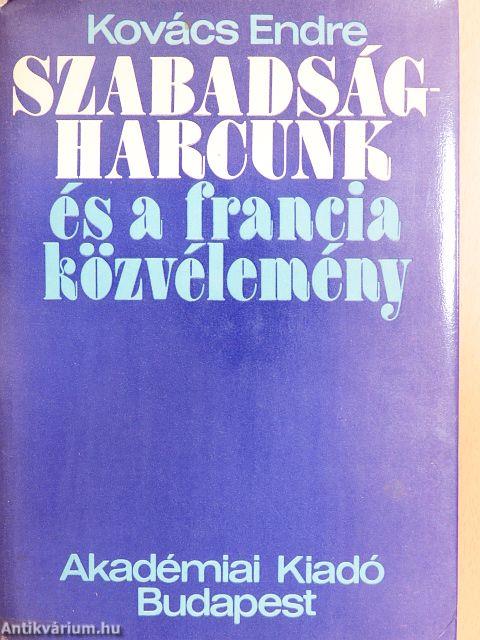 Kovács Endre
SZABADSÁG-
HARCUNK
és a francia
közvélemény
Akadémiai Kiadó
Budapest
Antikvárium.hu